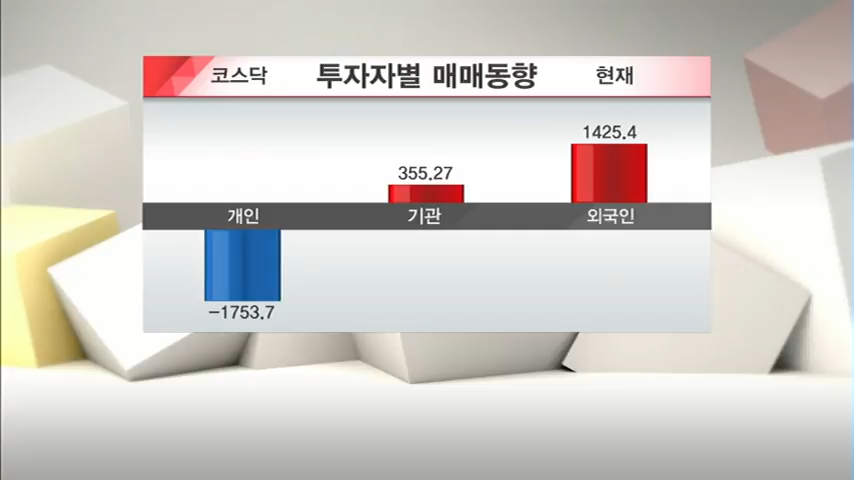 코스닥 투자자별 매매동향 현재
1425.4
355.27
개인 기관 외국인
-1753.7